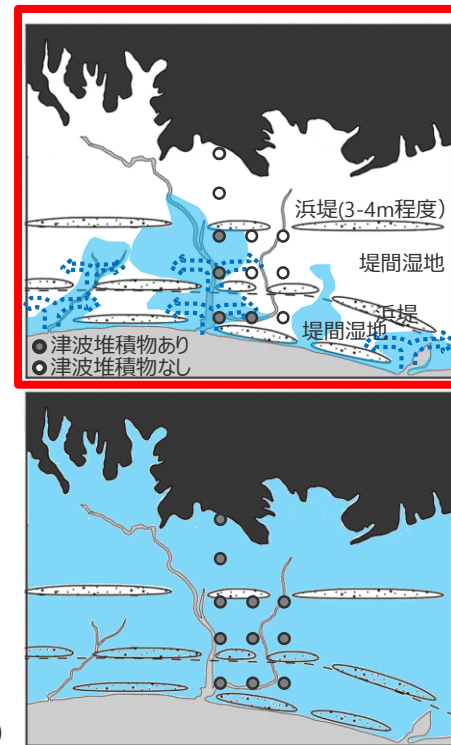 浜堤(3-4m程度)
堤間湿地
浜堤
堤間湿地
津波堆積物あり
津波堆積物なし
)